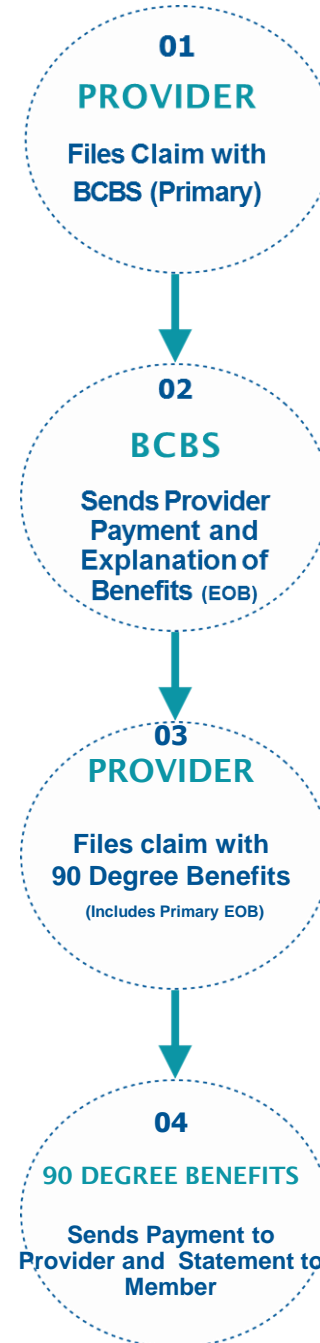 01
PROVIDER
Files Claim with
BCBS (Primary)
02
BCBS
Sends Provider
Payment and
Explanation of
Benefits (EOB)
03
PROVIDER
Files claim with
90 Degree Benefits
(Includes Primary EOB)
04
90 DEGREE BENEFITS
Sends Payment to
Provider and Statement to
Member